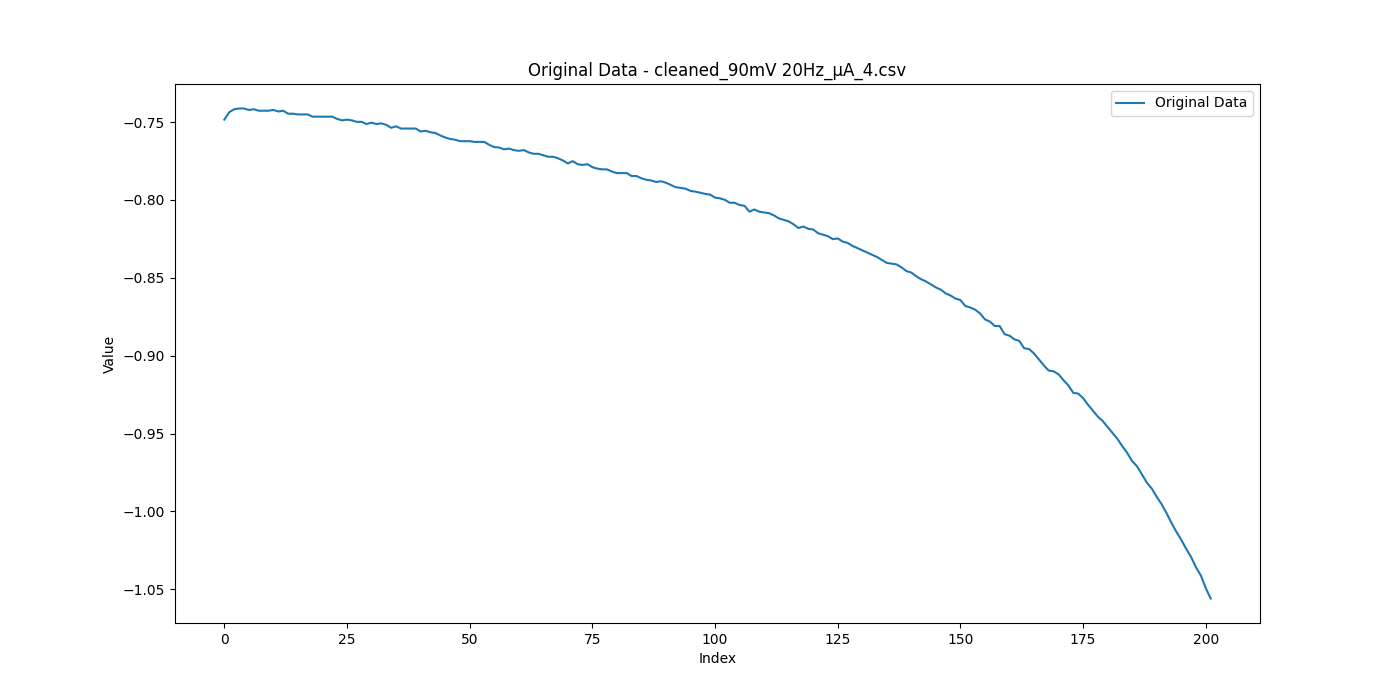 Original Data - cleaned_90mV 20Hz_µA_4.csv
Original Data
−0.75
−0.80
−0.85
−0.90
−0.95
−1.00
−1.05
Value
0 25 50 75 100 125 150 175 200
Index